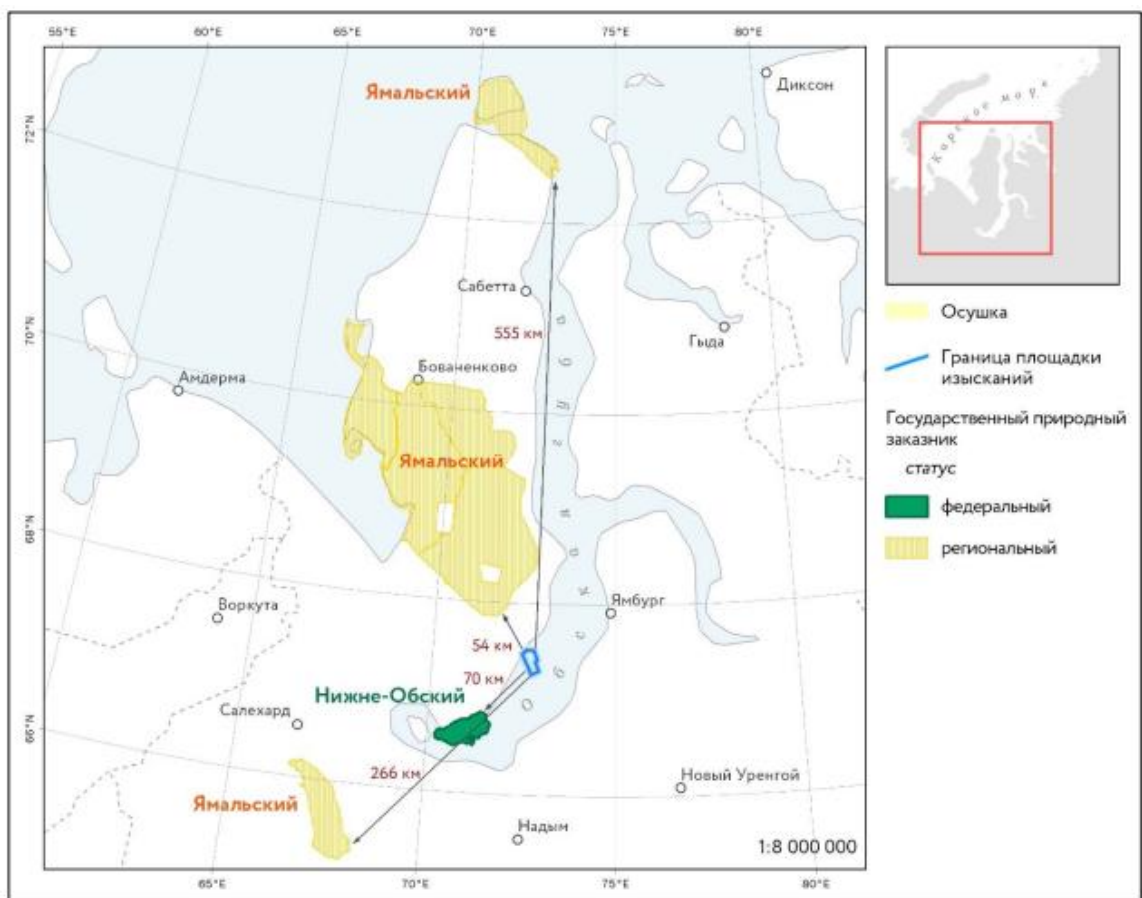 55°E
60°E
65°E
70°E
75°E
80°E
72°N
70°N
68°N
66°N
Ямальский
Диксон
Сабетта
555 км
Гыда
Бованенково
Амдерма
Ямальский
Обская губа
Воркута
Ямбург
54 км
70 км
Нижне-Обский
Салехард
266 км
Ямальский
Новый Уренгой
Надым
1:8 000 000
65°E
70°E
75°E
80°E
Карское море
Осушка
Граница площадки
изысканий
Государственный природный
заказник
статус
федеральный
региональный